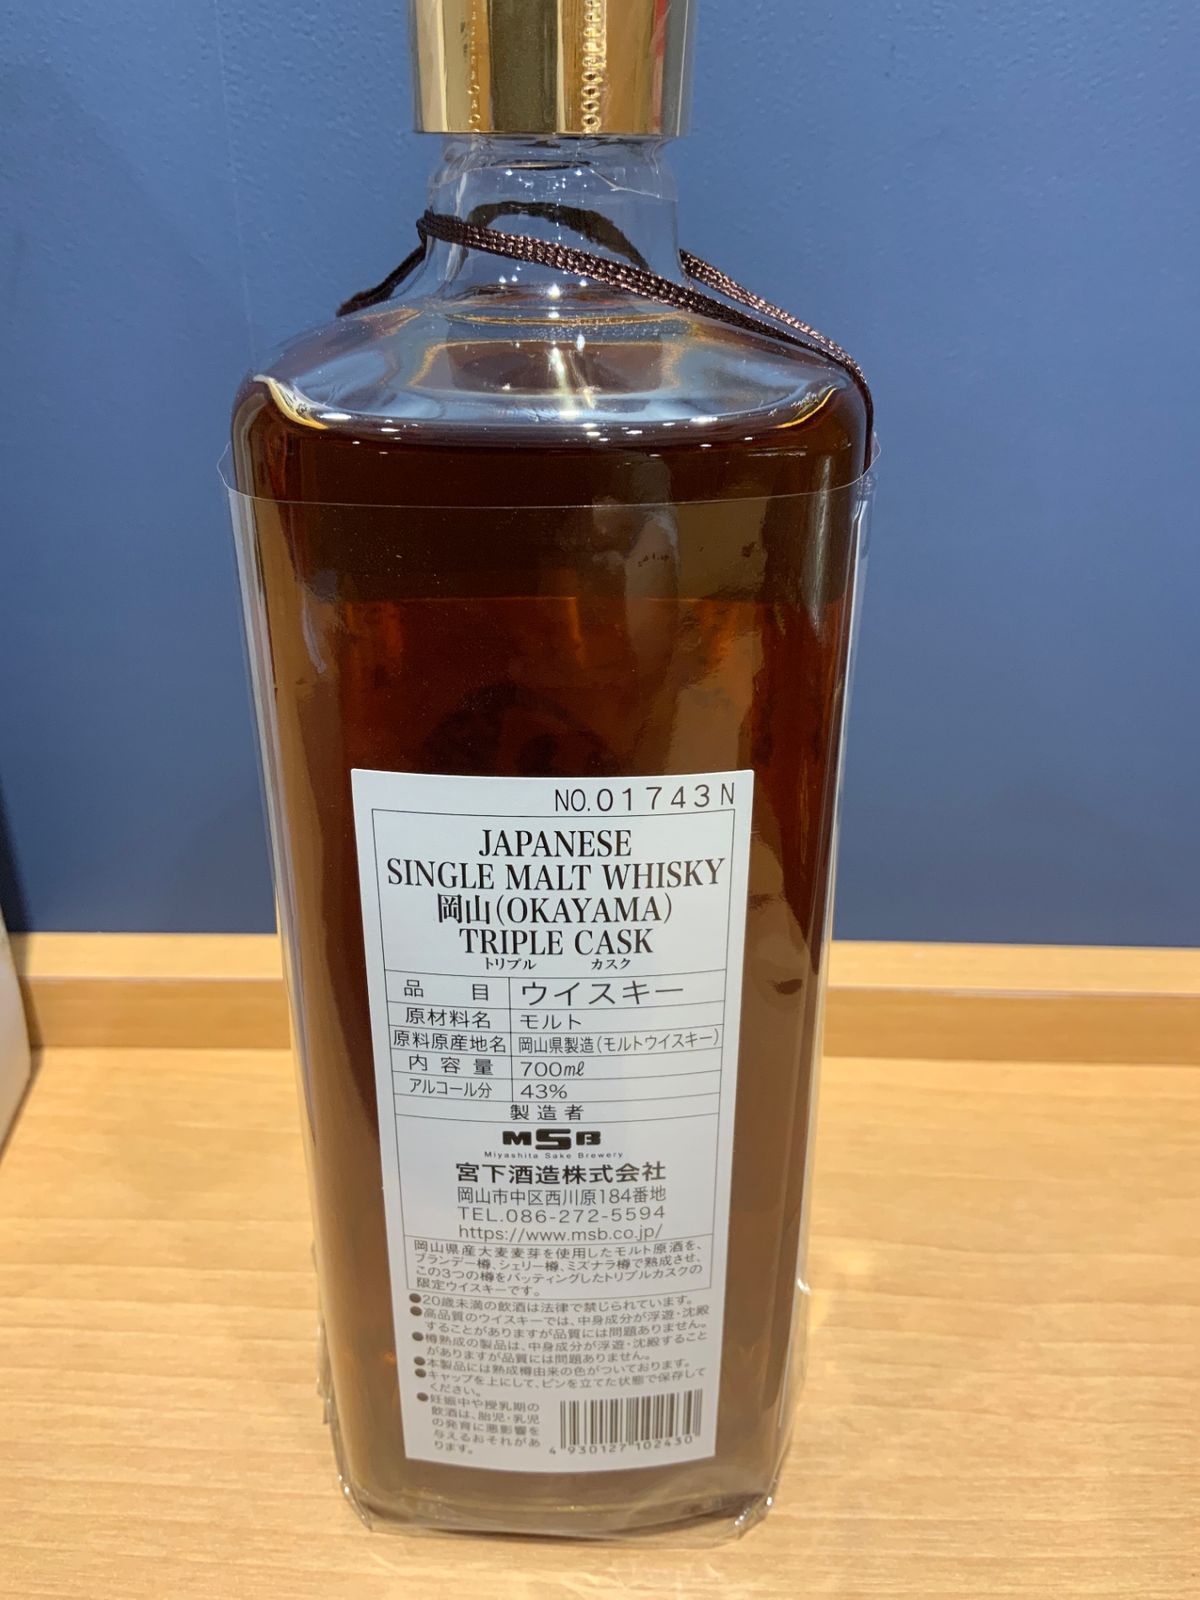 NO.01743N
JAPANESE
SINGLE MALT WHISKY
岡山(OKAYAMA)
TRIPLE CASK
トリプル カスク
品 目 ウイスキー
原材料名 モルト
原料原産地名 岡山県製造(モルトウイスキー)
内容量 700㎖
アルコール分 43%
製造者
MSB
Miyashita Sake Brewery
宮下酒造株式会社
岡山市中区西川原184番地
TEL.086-272-5594
https://www.msb.co.jp/
岡山県産大麦麦芽を使用したモルト原酒を、
ブランデー樽、シェリー樽、ミズナラ樽で熟成させ、
この3つの樽をバッティングしたトリプルカスクの
限定ウイスキーです。
●20歳未満の飲酒は法律で禁じられています。
●高品質のウイスキーでは、中身成分が浮遊・沈殿
することがありますが品質には問題ありません。
●樽熟成の製品は、中身成分が浮遊・沈殿すること
がありますが品質には問題ありません。
●本製品には熟成樽由来の色がついております。
●キャップを上にして、ビンを立てた状態で保存して
ください。
●妊娠中や授乳期の
飲酒は、胎児・乳児
の発育に悪影響を
与えるおそれがあ
ります。
4 930127 102430